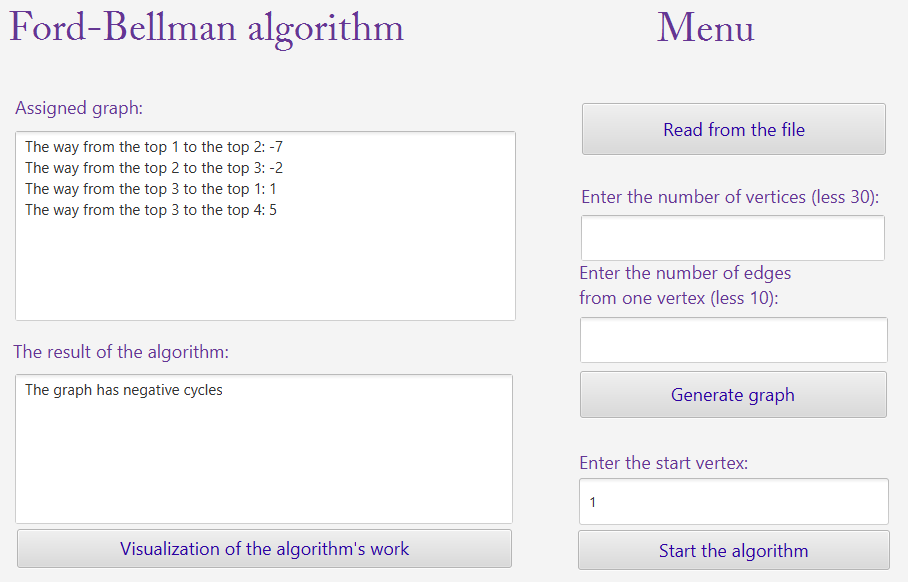 Ford-Bellman algorithm
Assigned graph:
The way from the top 1 to the top 2: -7
The way from the top 2 to the top 3: -2
The way from the top 3 to the top 1: 1
The way from the top 3 to the top 4: 5
The result of the algorithm:
The graph has negative cycles
Visualization of the algorithm's work
Menu
Read from the file
Enter the number of vertices (less 30):
Enter the number of edges
from one vertex (less 10):
Generate graph
Enter the start vertex:
1
Start the algorithm